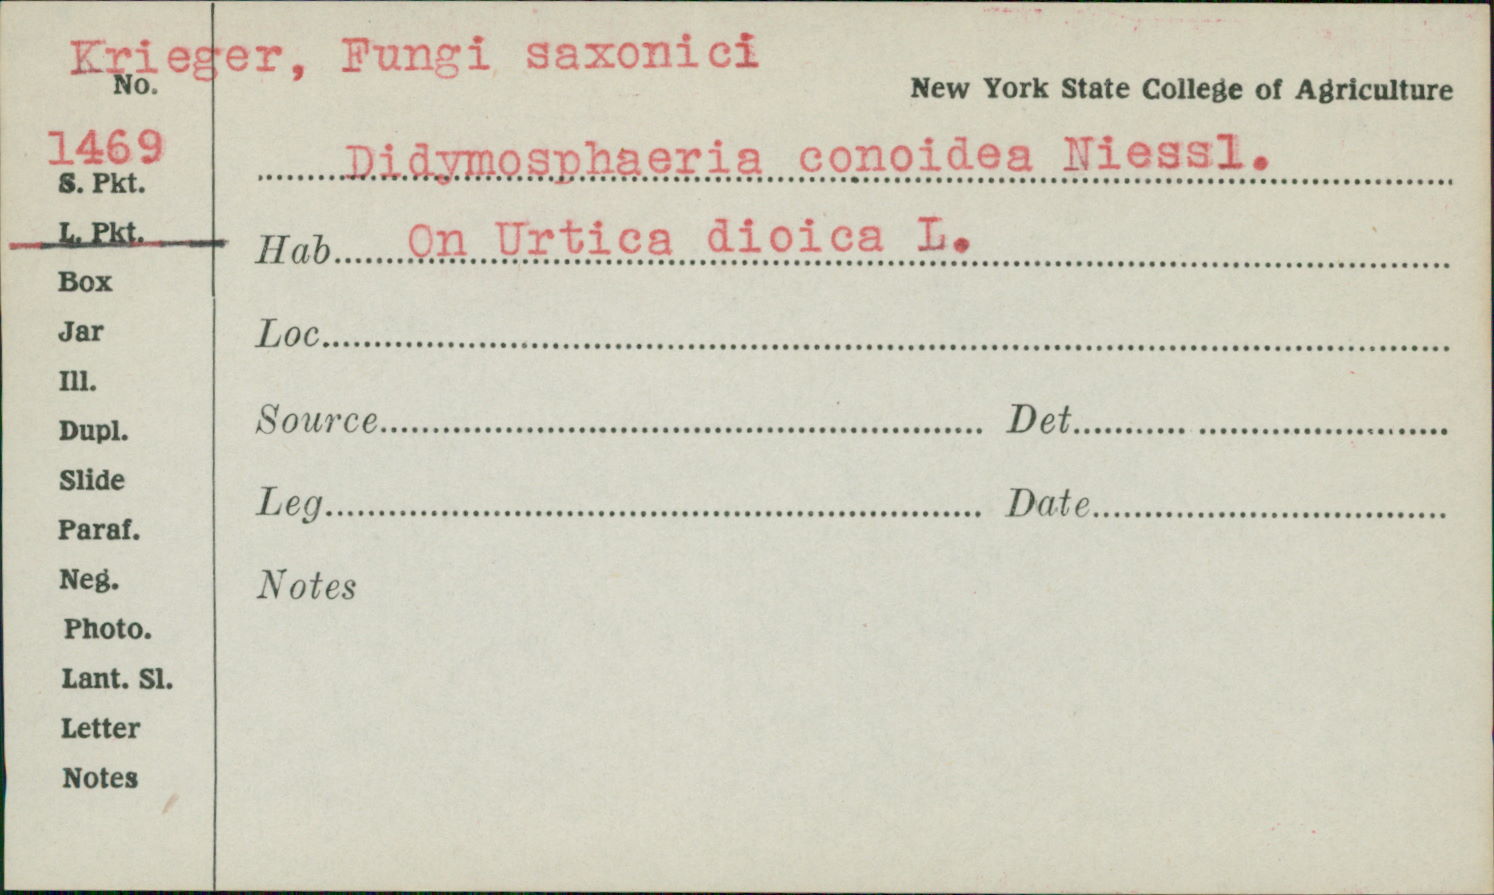 Krieger, Fungi saxonici
No.
New York State College of Agriculture
1469
Didymosphaeria conoidea Niessl.
S. Pkt.
L. Pkt.
Hab. On Urtica dioica L.
Box
Jar
Loc.
Ill.
Dupl.
Source Det.
Slide
Leg. Date
Paraf.
Neg.
Notes
Photo.
Lant. Sl.
Letter
Notes